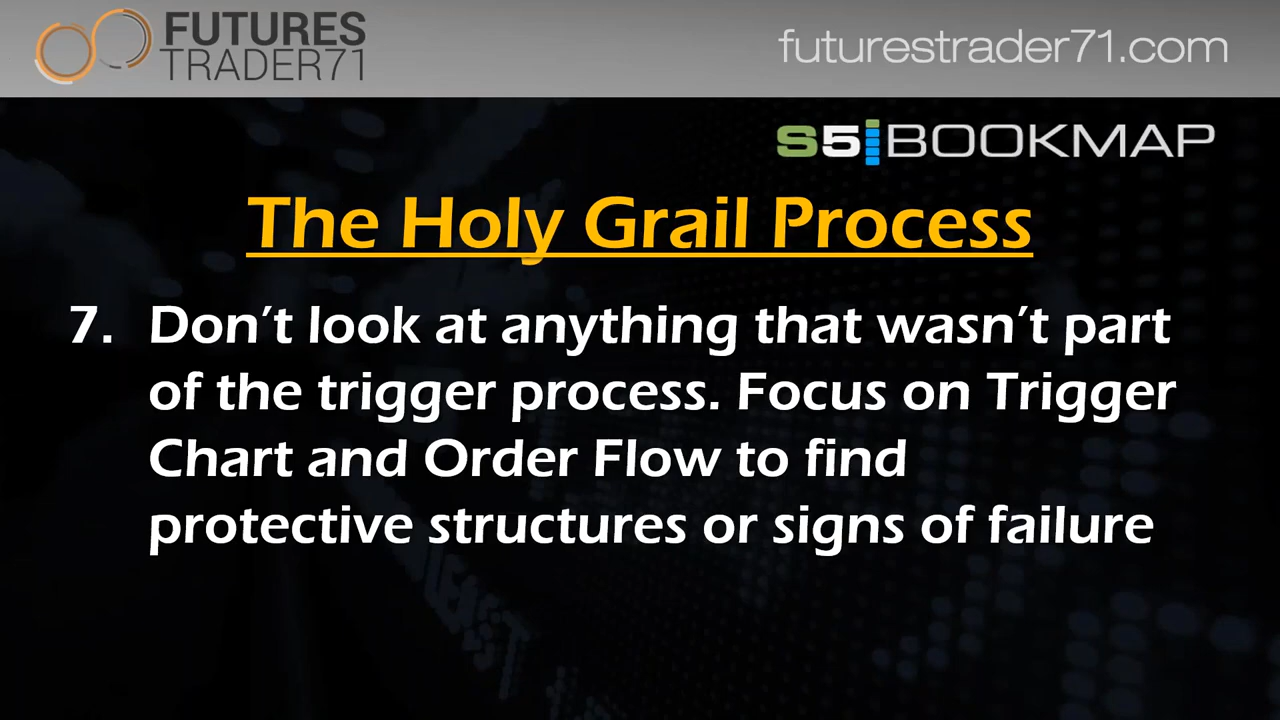 FUTURES
TRADER71
futurestrader71.com
S5 BOOKMAP
The Holy Grail Process
7. Don’t look at anything that wasn’t part
of the trigger process. Focus on Trigger
Chart and Order Flow to find
protective structures or signs of failure